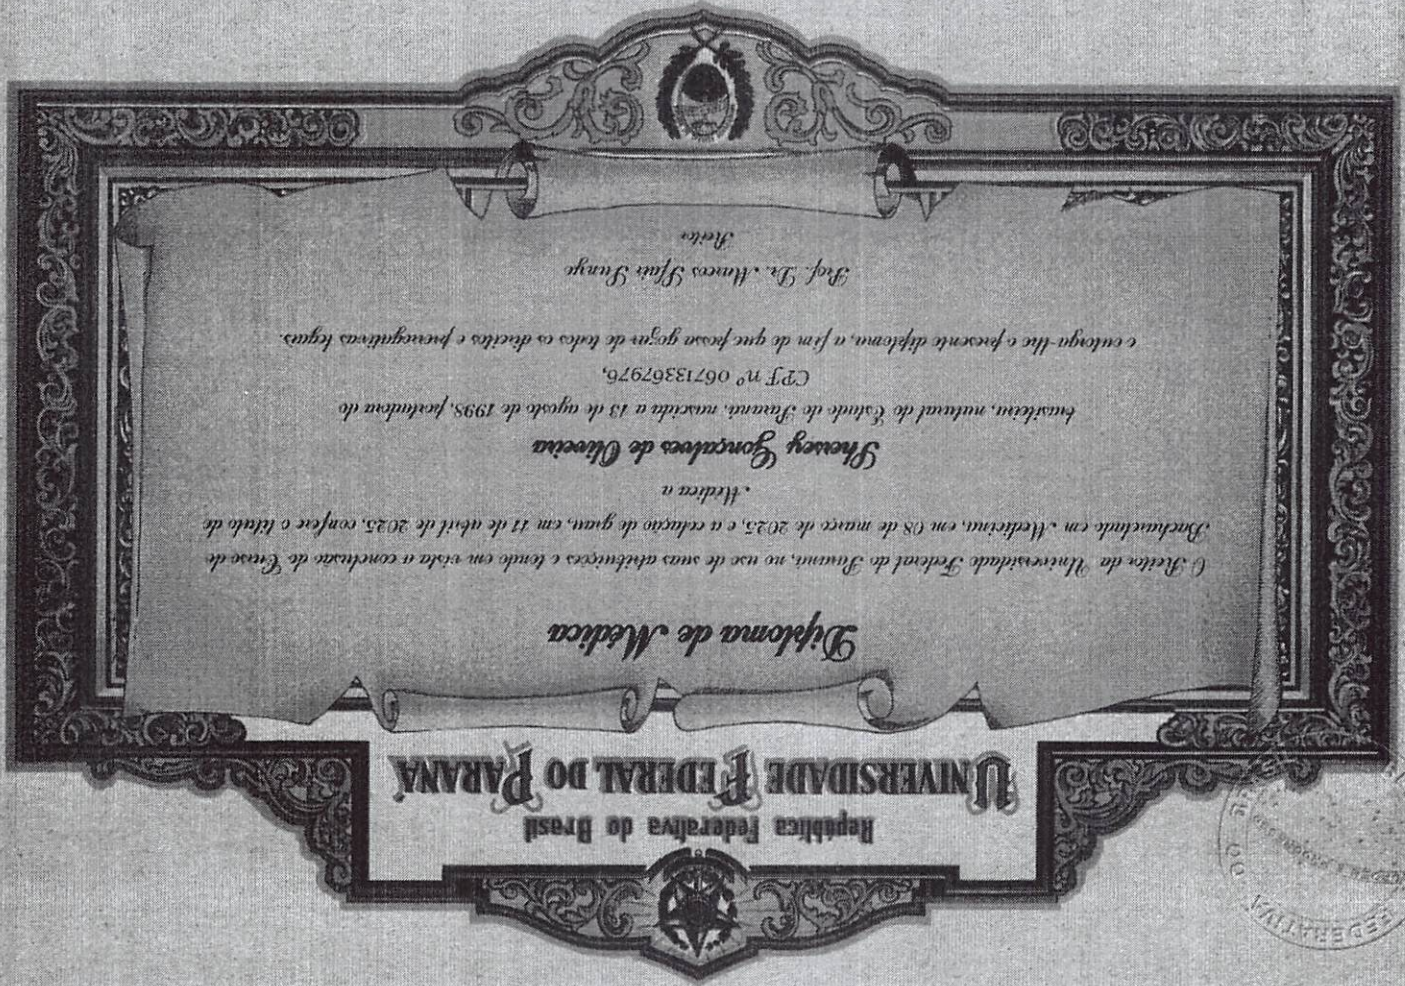 República Federativa do Brasil
UNIVERSIDADE FEDERAL DO PARANÁ
Diploma de Médica
O Reitor da Universidade Federal do Paraná, no uso de suas atribuições e tendo em vista a conclusão do Curso de
Bacharelado em Medicina, em 08 de março de 2025, e a colação de grau, em 11 de abril de 2025, confere o título de
Médica a
Shersey Gonçalves de Oliveira
brasileira, natural do Estado do Paraná, nascida a 13 de agosto de 1998, portadora do
CPF nº 06713367976,
e outorga-lhe o presente diploma, a fim de que possa gozar de todos os direitos e prerrogativas legais.
Prof. Dr. Marcos Sfair Sunye
Reitor
FEDERATIVA DO